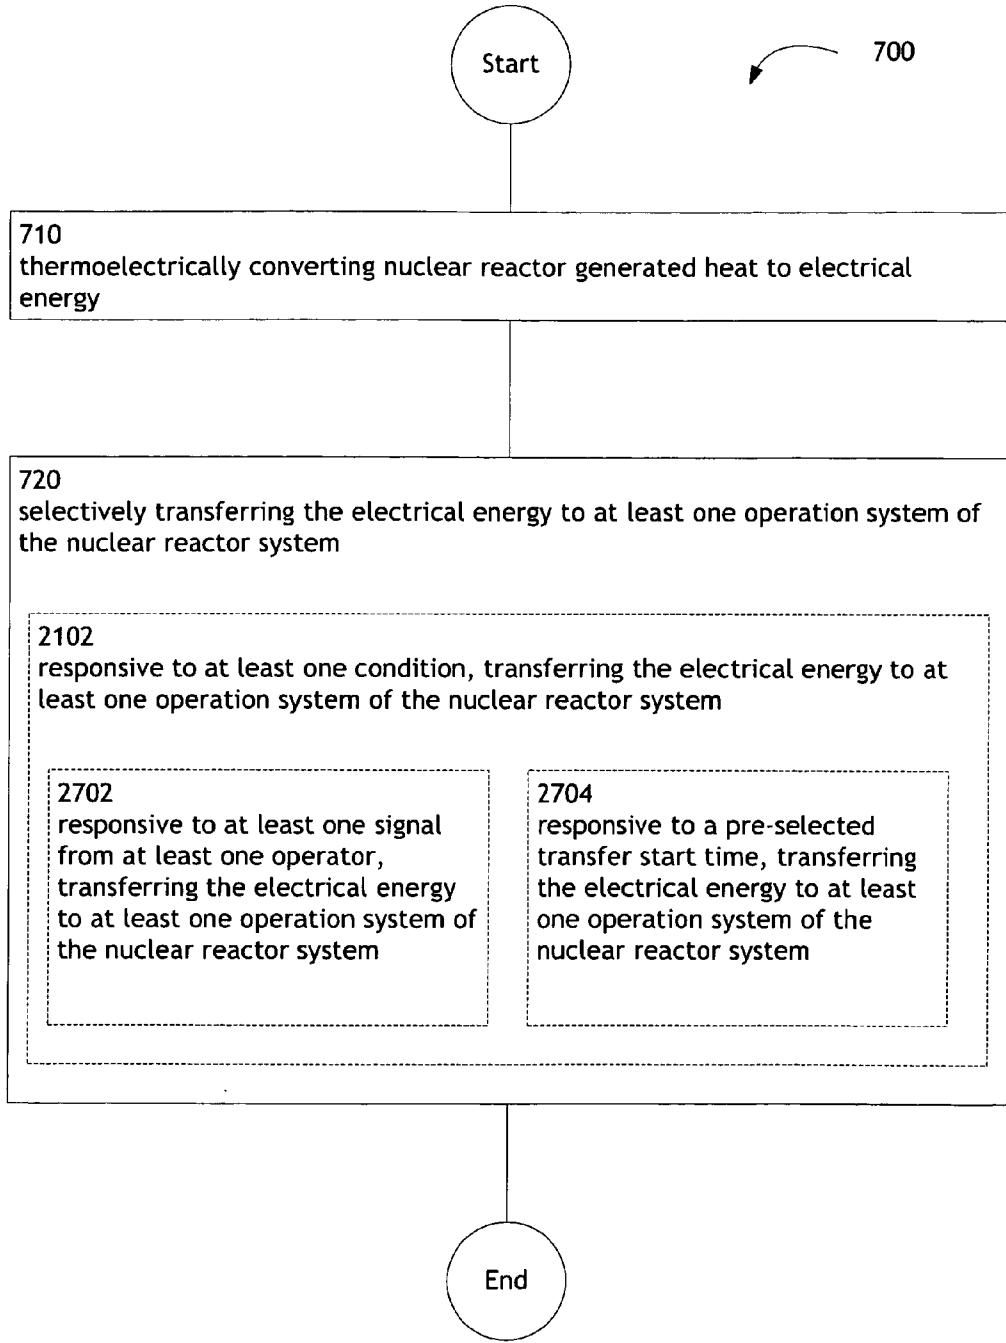 Start
700
710
thermoelectrically converting nuclear reactor generated heat to electrical
energy
720
selectively transferring the electrical energy to at least one operation system of
the nuclear reactor system
2102
responsive to at least one condition, transferring the electrical energy to at
least one operation system of the nuclear reactor system
2702
responsive to at least one signal
from at least one operator,
transferring the electrical energy
to at least one operation system of
the nuclear reactor system
2704
responsive to a pre-selected
transfer start time, transferring
the electrical energy to at least
one operation system of the
nuclear reactor system
End